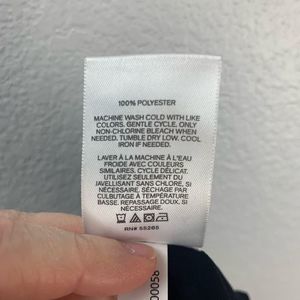 100% POLYESTER
MACHINE WASH COLD WITH LIKE
COLORS. GENTLE CYCLE. ONLY
NON-CHLORINE BLEACH WHEN
NEEDED. TUMBLE DRY LOW. COOL
IRON IF NEEDED.
LAVER À LA MACHINE À L'EAU
FROIDE AVEC COULEURS
SIMILAIRES. CYCLE DÉLICAT.
UTILISEZ SEULEMENT DU
JAVELLISANT SANS CHLORE, SI
NÉCESSAIRE. SÉCHAGE PAR
CULBUTAGE À TEMPÉRATURE
BASSE. REPASSAGE DOUX, SI
NÉCESSAIRE.
RN# 55285
00058